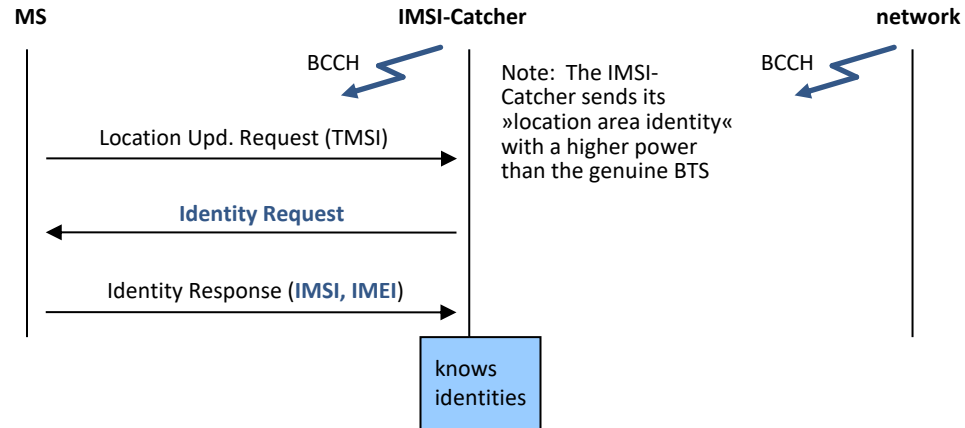 MS
IMSI-Catcher
network
BCCH
BCCH
Note: The IMSI-
Catcher sends its
»location area identity«
with a higher power
than the genuine BTS
Location Upd. Request (TMSI)
Identity Request
Identity Response (IMSI, IMEI)
knows
identities